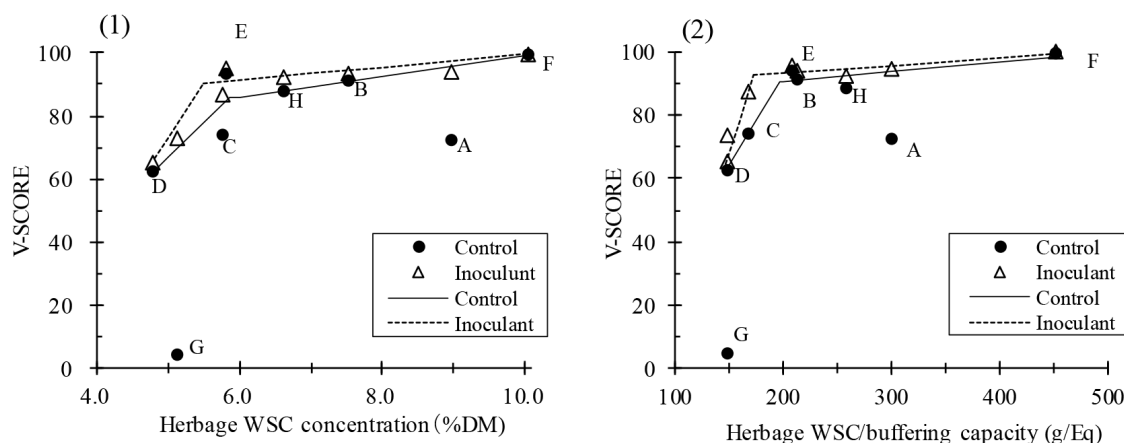 (1)
V-SCORE
100
80
60
40
20
0
4.0
6.0
8.0
10.0
Herbage WSC concentration (%DM)
E
F
H
B
C
A
D
G
Control
Inoculunt
Control
Inoculant
(2)
V-SCORE
100
80
60
40
20
0
100
200
300
400
500
Herbage WSC/buffering capacity (g/Eq)
E
F
B
H
C
A
D
G
Control
Inoculant
Control
Inoculant